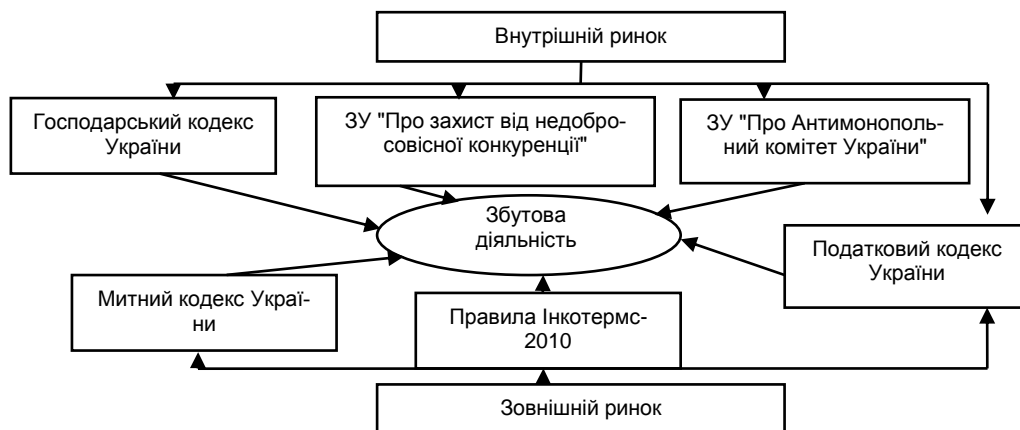 Внутрішній ринок
Господарський кодекс
України
ЗУ "Про захист від недобро-
совісної конкуренції"
ЗУ "Про Антимонополь-
ний комітет України"
Збутова
діяльність
Податковий кодекс
України
Митний кодекс Украї-
ни
Правила Інкотермс-
2010
Зовнішній ринок